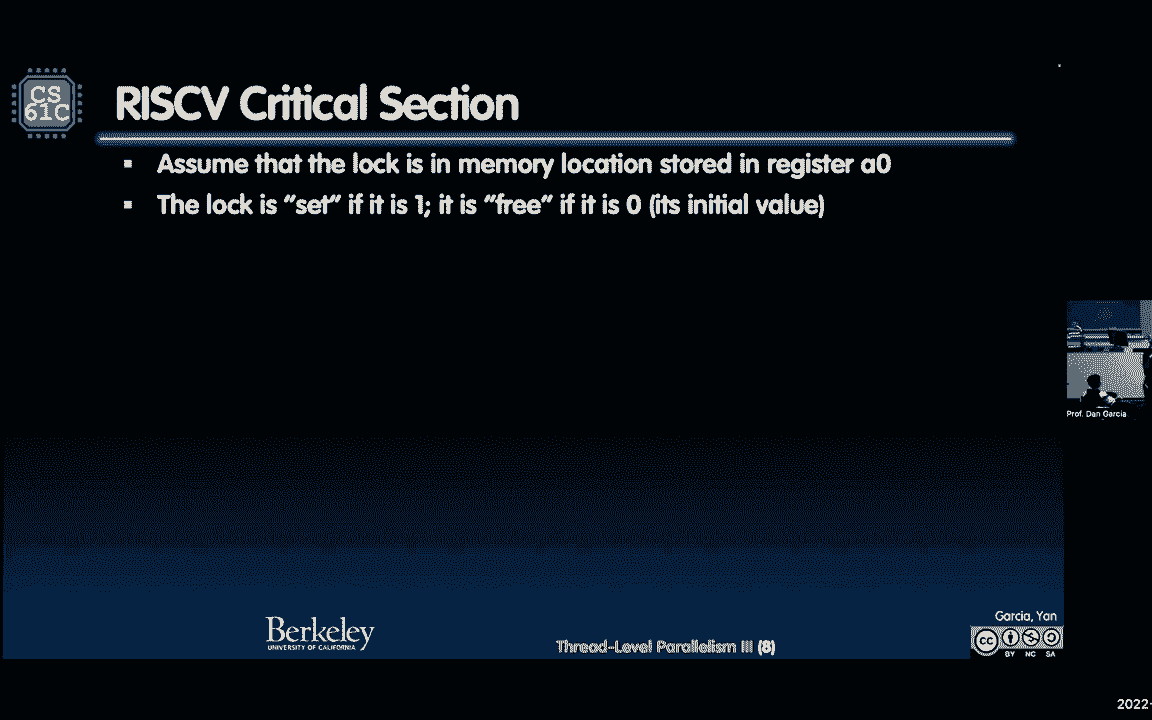 CS
61C
RISCV Critical Section
▪ Assume that the lock is in memory location stored in register a0
▪ The lock is “set” if it is 1; it is “free” if it is 0 (its initial value)
Prof. Dan Garcia
Berkeley
UNIVERSITY OF CALIFORNIA
Thread-Level Parallelism III (8)
Garcia, Yan
cc
BY NC SA
2022-